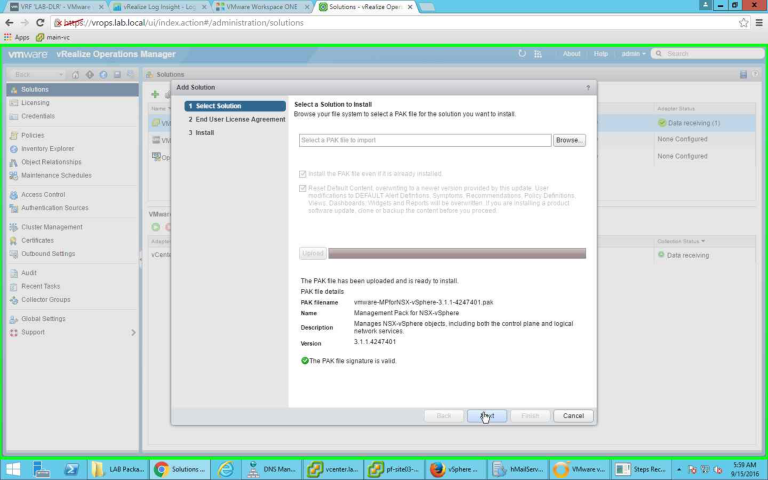 VRF 'LAB-DLR' - VMwar
vRealize Log Insight - Log
VMware Workspace ONE
Solutions - vRealize Oper
https://vrops.lab.local/ui/index.action#/administration/solutions
Apps
main-vc
vmware vRealize Operations Manager
About
Help
admin
Search
Back
Solutions
Licensing
Credentials
Policies
Inventory Explorer
Object Relationships
Maintenance Schedules
Access Control
Authentication Sources
Cluster Management
Certificates
Outbound Settings
Audit
Recent Tasks
Collector Groups
Global Settings
Support
Solutions
Name
Adapter Status
Data receiving (1)
None Configured
None Configured
VMwar
Adapter
Collection Status
vCente
Data receiving
Add Solution
?
1 Select Solution
2 End User License Agreement
3 Install
Select a Solution to Install
Browse your file system to select a PAK file for the solution you want to install.
Select a PAK file to import
Browse...
Install the PAK file even if it is already installed.
Reset Default Content, overwriting to a newer version provided by this update. User
modifications to DEFAULT Alert Definitions, Symptoms, Recommendations, Policy Definitions,
Views, Dashboards, Widgets and Reports will be overwritten. If you are installing a product
software update, clone or backup the content before you proceed.
Upload
The PAK file has been uploaded and is ready to install.
PAK file details
PAK filename vmware-MPforNSX-vSphere-3.1.1-4247401.pak
Name Management Pack for NSX-vSphere
Description Manages NSX-vSphere objects, including both the control plane and logical
network services.
Version 3.1.1.4247401
The PAK file signature is valid.
Back
Next
Finish
Cancel
LAB Packa...
Solutions ...
DNS Man...
vcenter.la...
pf-site03-...
vSphere ...
hMailServ...
VMware v...
Steps Rec...
5:59 AM
9/15/2016